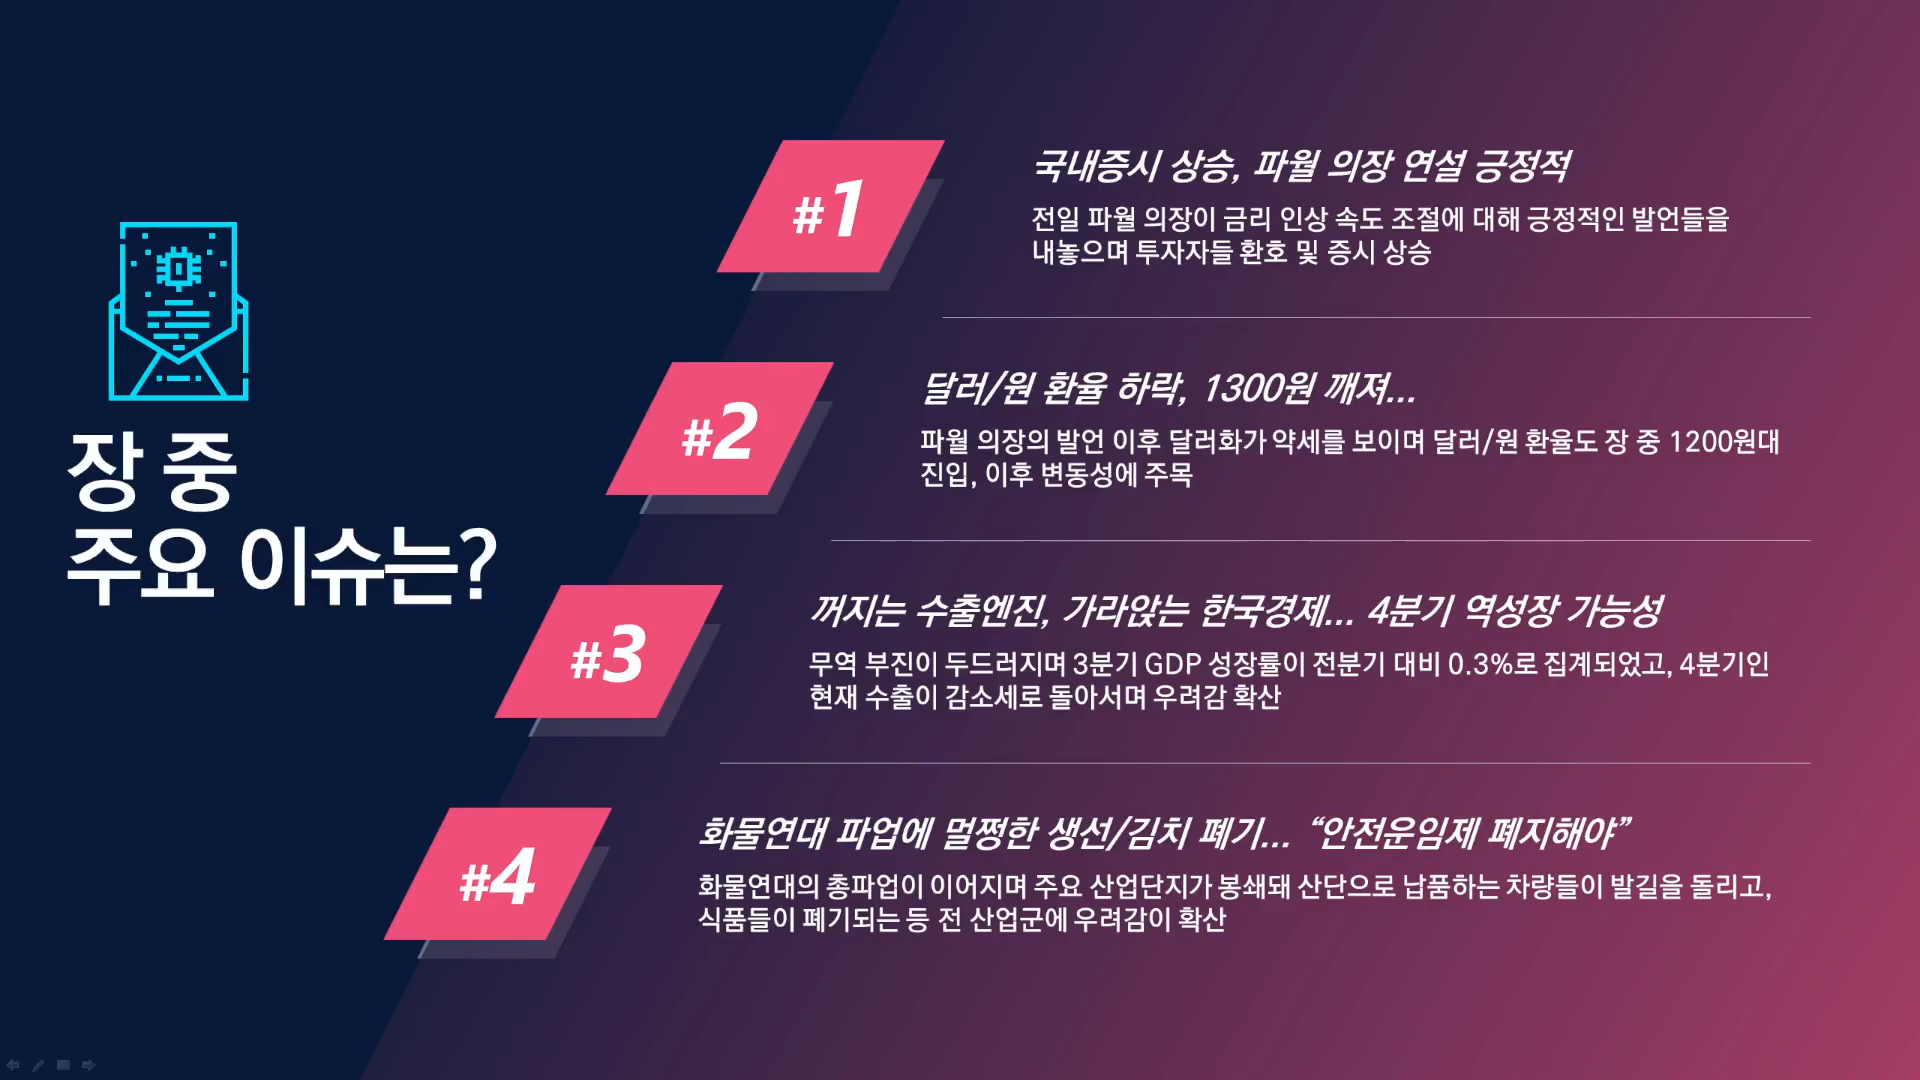 장 중
주요 이슈는?
#1
국내증시 상승, 파월 의장 연설 긍정적
전일 파월 의장이 금리 인상 속도 조절에 대해 긍정적인 발언들을
내놓으며 투자자들 환호 및 증시 상승
#2
달러/원 환율 하락, 1300원 깨져...
파월 의장의 발언 이후 달러화가 약세를 보이며 달러/원 환율도 장 중 1200원대
진입, 이후 변동성에 주목
#3
꺼지는 수출엔진, 가라앉는 한국경제... 4분기 역성장 가능성
무역 부진이 두드러지며 3분기 GDP 성장률이 전분기 대비 0.3%로 집계되었고, 4분기인
현재 수출이 감소세로 돌아서며 우려감 확산
#4
화물연대 파업에 멀쩡한 생선/김치 폐기... “안전운임제 폐지해야”
화물연대의 총파업이 이어지며 주요 산업단지가 봉쇄돼 산단으로 납품하는 차량들이 발길을 돌리고,
식품들이 폐기되는 등 전 산업군에 우려감이 확산